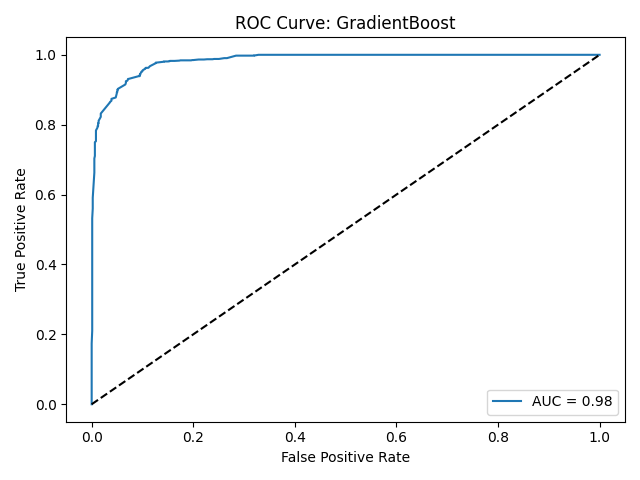 ROC Curve: GradientBoost
True Positive Rate
1.0
0.8
0.6
0.4
0.2
0.0
AUC = 0.98
0.0 0.2 0.4 0.6 0.8 1.0
False Positive Rate